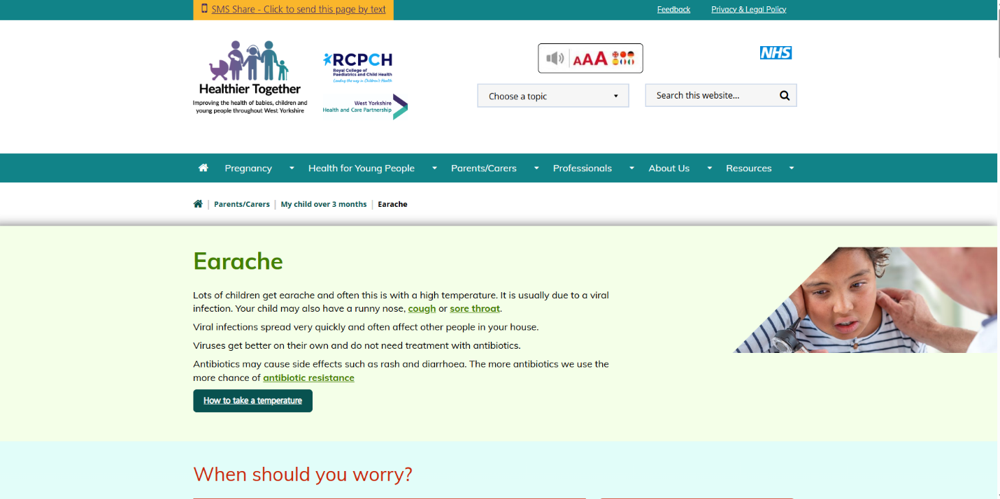 SMS Share - Click to send this page by text
Feedback
Privacy & Legal Policy
Healthier Together
Improving the health of babies, children and
young people throughout West Yorkshire
RCPCH
Royal College of
Paediatrics and Child Health
Leading the way in Children's Health
West Yorkshire
Health and Care Partnership
AAA
NHS
Choose a topic
Search this website...
Pregnancy
Health for Young People
Parents/Carers
Professionals
About Us
Resources
Parents/Carers | My child over 3 months | Earache
Earache
Lots of children get earache and often this is with a high temperature. It is usually due to a viral
infection. Your child may also have a runny nose, cough or sore throat.
Viral infections spread very quickly and often affect other people in your house.
Viruses get better on their own and do not need treatment with antibiotics.
Antibiotics may cause side effects such as rash and diarrhoea. The more antibiotics we use the
more chance of antibiotic resistance
How to take a temperature
When should you worry?